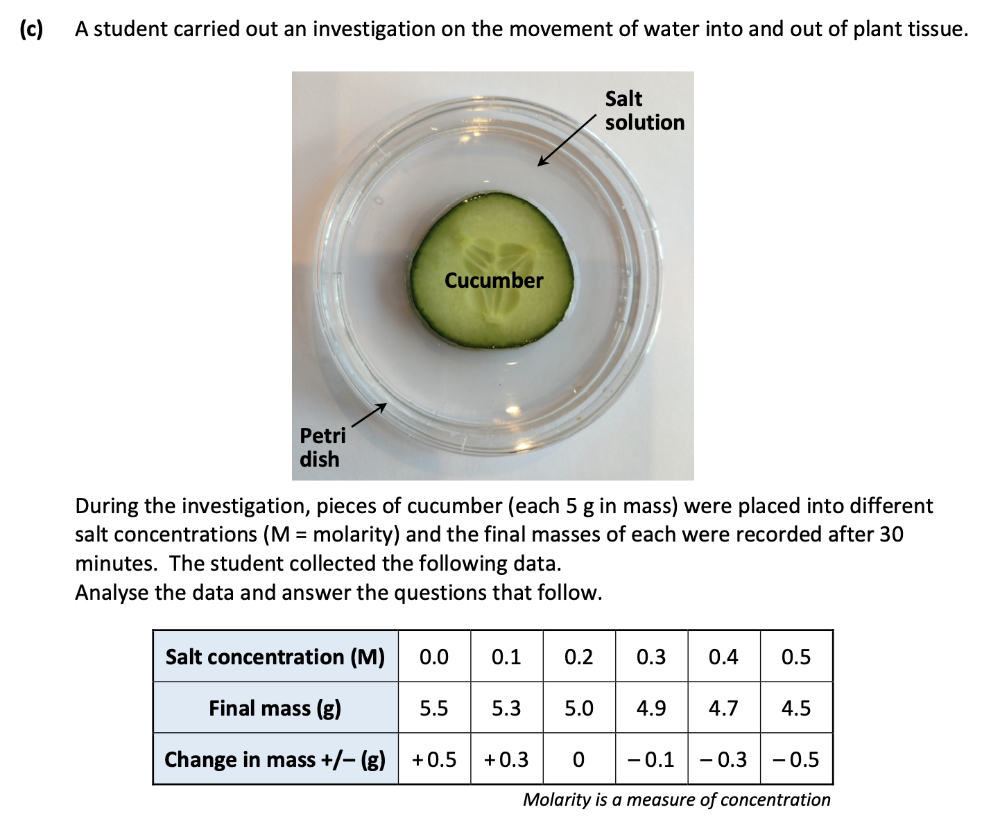 (c) A student carried out an investigation on the movement of water into and out of plant tissue.
Salt
solution
Cucumber
Petri
dish
During the investigation, pieces of cucumber (each 5 g in mass) were placed into different
salt concentrations (M = molarity) and the final masses of each were recorded after 30
minutes. The student collected the following data.
Analyse the data and answer the questions that follow.
Salt concentration (M) 0.0 0.1 0.2 0.3 0.4 0.5
Final mass (g) 5.5 5.3 5.0 4.9 4.7 4.5
Change in mass +/– (g) +0.5 +0.3 0 –0.1 –0.3 –0.5
Molarity is a measure of concentration